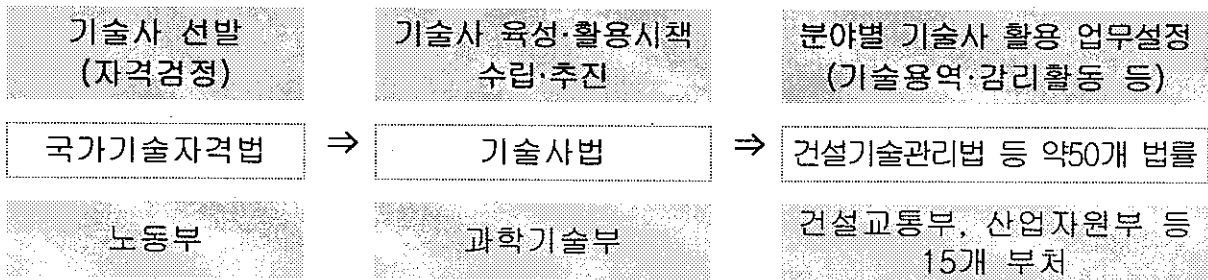 기술사 선발
(자격검정)
기술사 육성·활용시책
수립·추진
분야별 기술사 활용 업무설정
(기술용역·감리활동 등)
국가기술자격법
⇒
기술사법
⇒
건설기술관리법 등 약50개 법률
노동부
과학기술부
건설교통부, 산업자원부 등
15개 부처